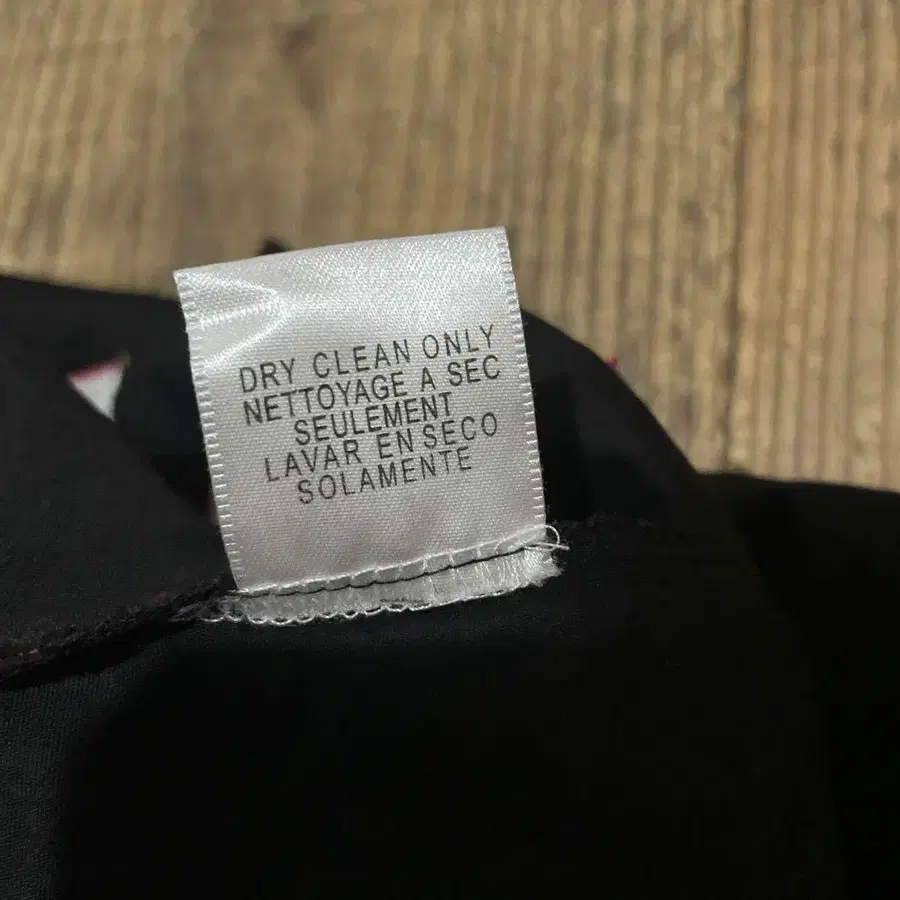 DRY CLEAN ONLY
NETTOYAGE A SEC
SEULEMENT
LAVAR EN SECO
SOLAMENTE